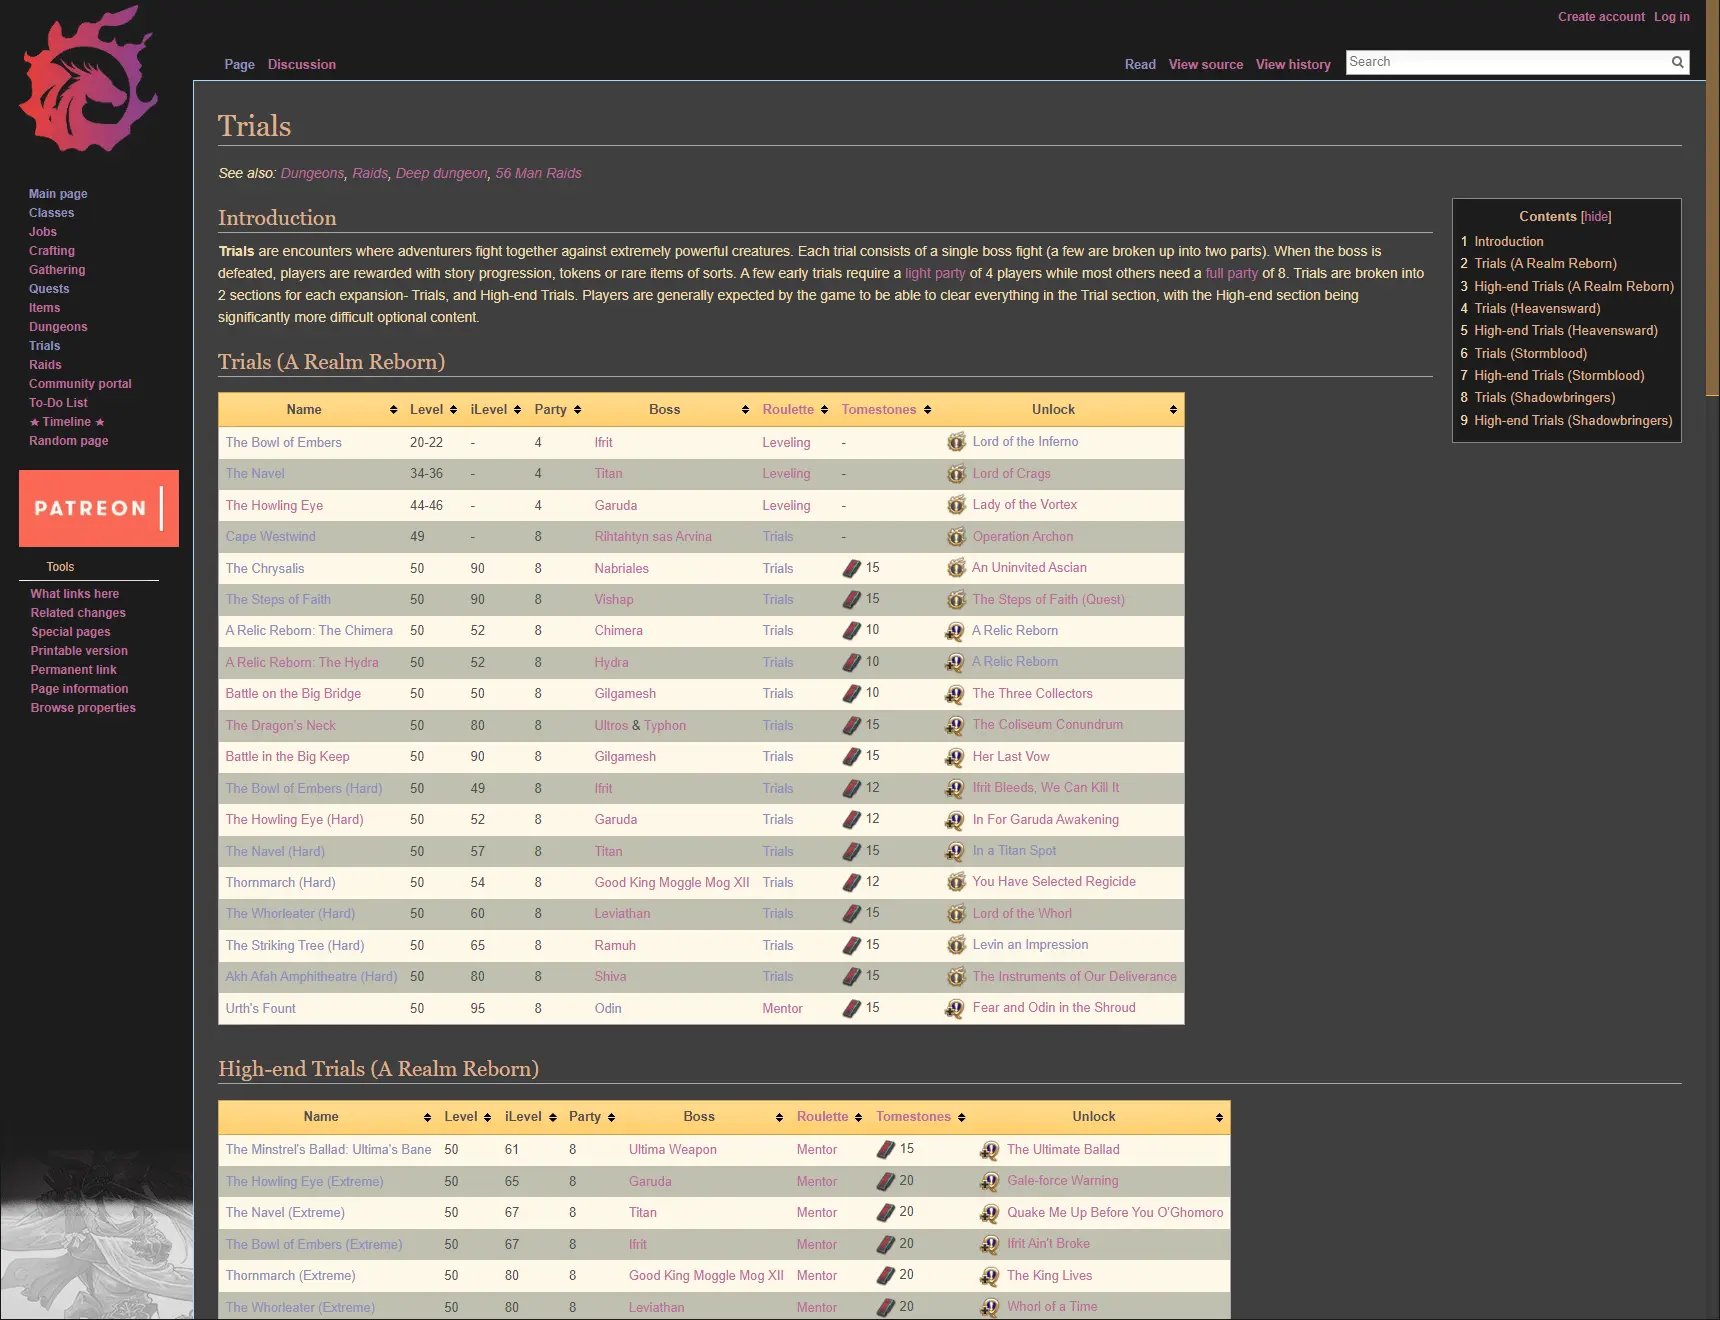 Create account Log in
Page Discussion Read View source View history Search
Trials
See also: Dungeons, Raids, Deep dungeon, 56 Man Raids
Main page
Classes
Jobs
Crafting
Gathering
Quests
Items
Dungeons
Trials
Raids
Community portal
To-Do List
★ Timeline ★
Random page
PATREON
Tools
What links here
Related changes
Special pages
Printable version
Permanent link
Page information
Browse properties
Introduction
Trials are encounters where adventurers fight together against extremely powerful creatures. Each trial consists of a single boss fight (a few are broken up into two parts). When the boss is
defeated, players are rewarded with story progression, tokens or rare items of sorts. A few early trials require a light party of 4 players while most others need a full party of 8. Trials are broken into
2 sections for each expansion- Trials, and High-end Trials. Players are generally expected by the game to be able to clear everything in the Trial section, with the High-end section being
significantly more difficult optional content.
Contents [hide]
1 Introduction
2 Trials (A Realm Reborn)
3 High-end Trials (A Realm Reborn)
4 Trials (Heavensward)
5 High-end Trials (Heavensward)
6 Trials (Stormblood)
7 High-end Trials (Stormblood)
8 Trials (Shadowbringers)
9 High-end Trials (Shadowbringers)
Trials (A Realm Reborn)
Name Level iLevel Party Boss Roulette Tomestones Unlock
The Bowl of Embers 20-22 - 4 Ifrit Leveling - Lord of the Inferno
The Navel 34-36 - 4 Titan Leveling - Lord of Crags
The Howling Eye 44-46 - 4 Garuda Leveling - Lady of the Vortex
Cape Westwind 49 - 8 Rihtahtyn sas Arvina Trials - Operation Archon
The Chrysalis 50 90 8 Nabriales Trials 15 An Uninvited Ascian
The Steps of Faith 50 90 8 Vishap Trials 15 The Steps of Faith (Quest)
A Relic Reborn: The Chimera 50 52 8 Chimera Trials 10 A Relic Reborn
A Relic Reborn: The Hydra 50 52 8 Hydra Trials 10 A Relic Reborn
Battle on the Big Bridge 50 50 8 Gilgamesh Trials 10 The Three Collectors
The Dragon's Neck 50 80 8 Ultros & Typhon Trials 15 The Coliseum Conundrum
Battle in the Big Keep 50 90 8 Gilgamesh Trials 15 Her Last Vow
The Bowl of Embers (Hard) 50 49 8 Ifrit Trials 12 Ifrit Bleeds, We Can Kill It
The Howling Eye (Hard) 50 52 8 Garuda Trials 12 In For Garuda Awakening
The Navel (Hard) 50 57 8 Titan Trials 15 In a Titan Spot
Thornmarch (Hard) 50 54 8 Good King Moggle Mog XII Trials 12 You Have Selected Regicide
The Whorleater (Hard) 50 60 8 Leviathan Trials 15 Lord of the Whorl
The Striking Tree (Hard) 50 65 8 Ramuh Trials 15 Levin an Impression
Akh Afah Amphitheatre (Hard) 50 80 8 Shiva Trials 15 The Instruments of Our Deliverance
Urth's Fount 50 95 8 Odin Mentor 15 Fear and Odin in the Shroud
High-end Trials (A Realm Reborn)
Name Level iLevel Party Boss Roulette Tomestones Unlock
The Minstrel's Ballad: Ultima's Bane 50 61 8 Ultima Weapon Mentor 15 The Ultimate Ballad
The Howling Eye (Extreme) 50 65 8 Garuda Mentor 20 Gale-force Warning
The Navel (Extreme) 50 67 8 Titan Mentor 20 Quake Me Up Before You O'Ghomoro
The Bowl of Embers (Extreme) 50 67 8 Ifrit Mentor 20 Ifrit Ain't Broke
Thornmarch (Extreme) 50 80 8 Good King Moggle Mog XII Mentor 20 The King Lives
The Whorleater (Extreme) 50 80 8 Leviathan Mentor 20 Whorl of a Time